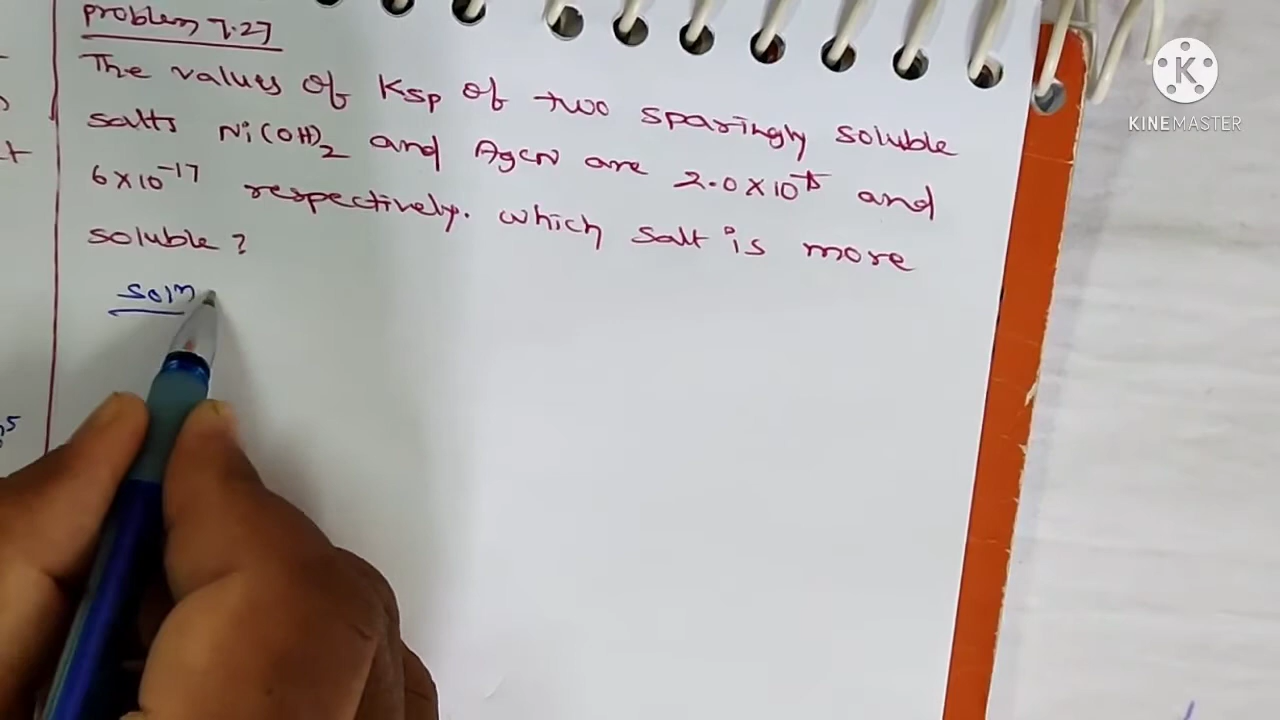 problem 7.27
The values of Ksp of two sparingly soluble
salts Ni(OH)2 and AgCN are 2.0×10 and
6×10-17 respectively. which salt is more
soluble?
Soln
K
KINEMASTER